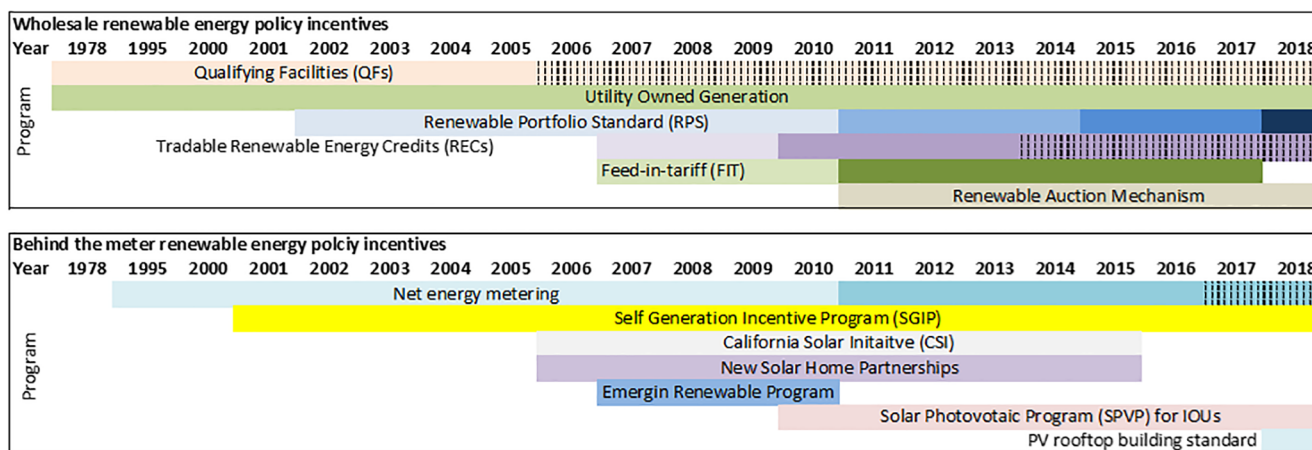 Wholesale renewable energy policy incentives
Year 1978 1995 2000 2001 2002 2003 2004 2005 2006 2007 2008 2009 2010 2011 2012 2013 2014 2015 2016 2017 2018
Program
Qualifying Facilities (QFs)
Utility Owned Generation
Renewable Portfolio Standard (RPS)
Tradable Renewable Energy Credits (RECs)
Feed-in-tariff (FIT)
Renewable Auction Mechanism
Behind the meter renewable energy polciy incentives
Year 1978 1995 2000 2001 2002 2003 2004 2005 2006 2007 2008 2009 2010 2011 2012 2013 2014 2015 2016 2017 2018
Program
Net energy metering
Self Generation Incentive Program (SGIP)
California Solar Initaitve (CSI)
New Solar Home Partnerships
Emergin Renewable Program
Solar Photovotaic Program (SPVP) for IOUs
PV rooftop building standard